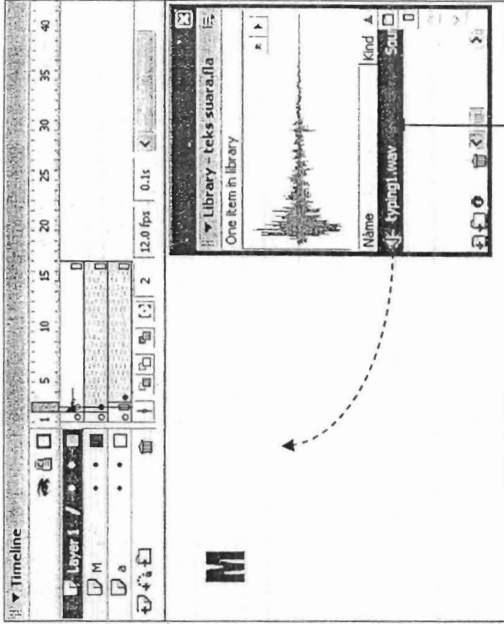 Timeline
1 5 10 15 20 25 30 35 40
Layer 1
M
a
2 12.0 fps 0.1s
M
Library - teks suara.fla
One item in library
Name Kind
typing1.wav Sou